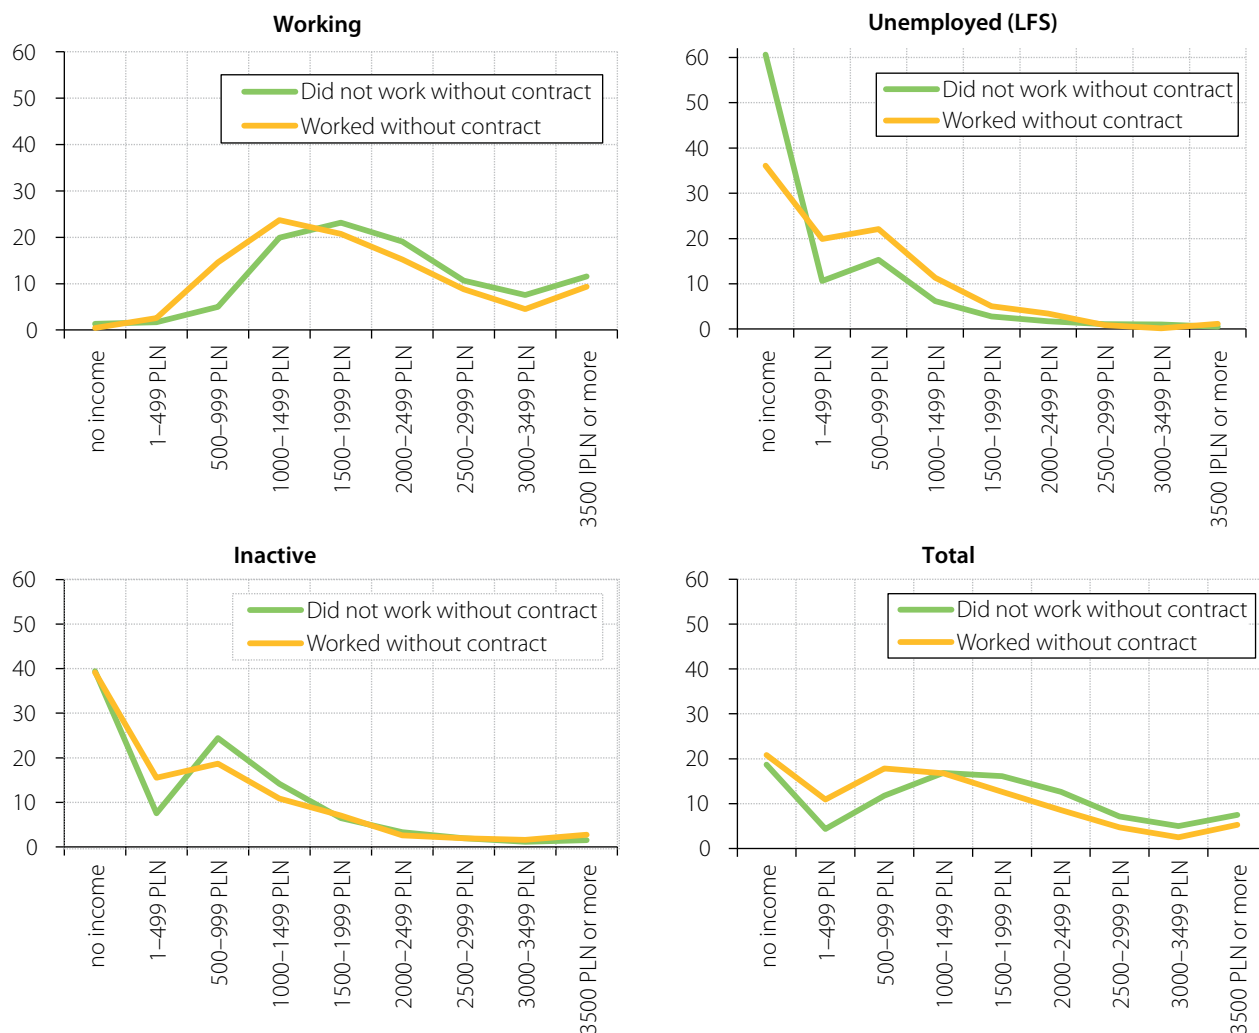 Working
60
50
40
30
20
10
0
Did not work without contract
Worked without contract
no income
1–499 PLN
500–999 PLN
1000–1499 PLN
1500–1999 PLN
2000–2499 PLN
2500–2999 PLN
3000–3499 PLN
3500 lPLN or more
Unemployed (LFS)
60
50
40
30
20
10
0
Did not work without contract
Worked without contract
no income
1–499 PLN
500–999 PLN
1000–1499 PLN
1500–1999 PLN
2000–2499 PLN
2500–2999 PLN
3000–3499 PLN
3500 lPLN or more
Inactive
60
50
40
30
20
10
0
Did not work without contract
Worked without contract
no income
1–499 PLN
500–999 PLN
1000–1499 PLN
1500–1999 PLN
2000–2499 PLN
2500–2999 PLN
3000–3499 PLN
3500 PLN or more
Total
60
50
40
30
20
10
0
Did not work without contract
Worked without contract
no income
1–499 PLN
500–999 PLN
1000–1499 PLN
1500–1999 PLN
2000–2499 PLN
2500–2999 PLN
3000–3499 PLN
3500 PLN or more